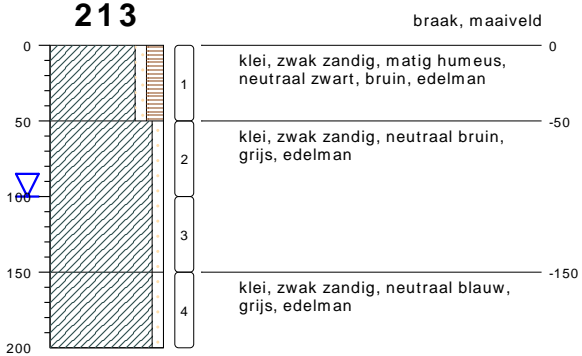 213
braak, maaiveld
0
0
klei, zwak zandig, matig humeus,
neutraal zwart, bruin, edelman
1
50
-50
klei, zwak zandig, neutraal bruin,
grijs, edelman
2
100
3
150
-150
klei, zwak zandig, neutraal blauw,
grijs, edelman
4
200